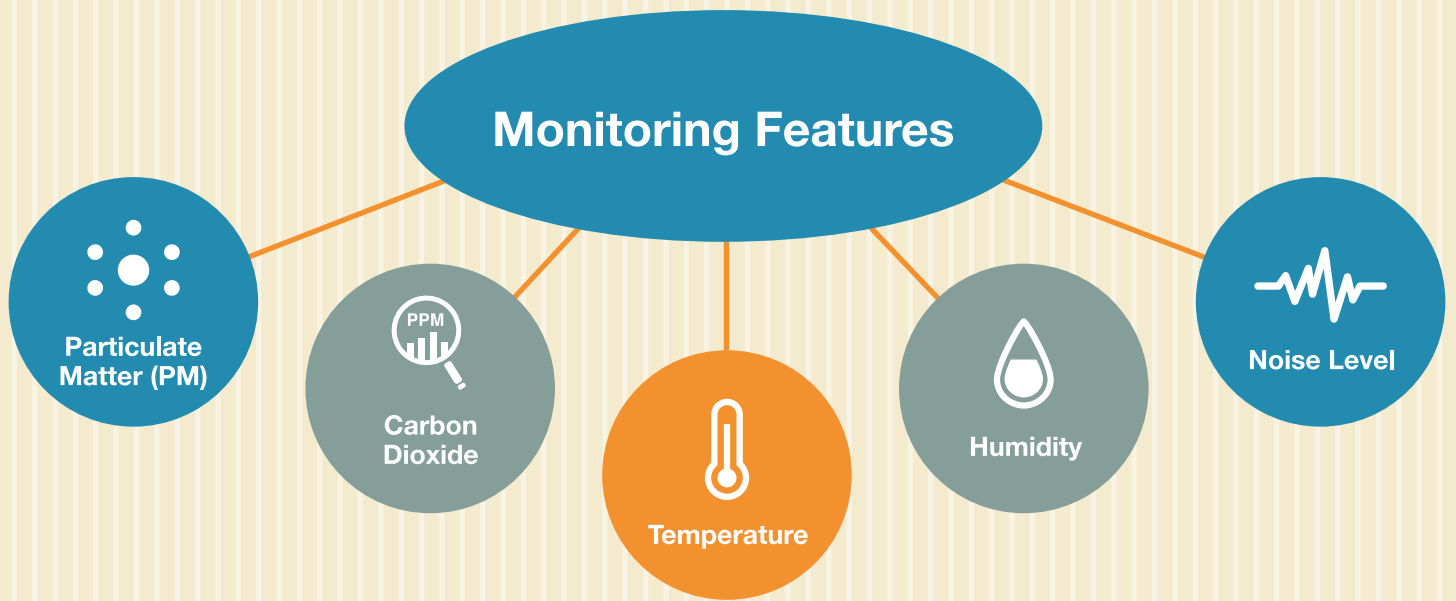 Monitoring Features
Particulate
Matter (PM)
PPM
Carbon
Dioxide
Temperature
Humidity
Noise Level